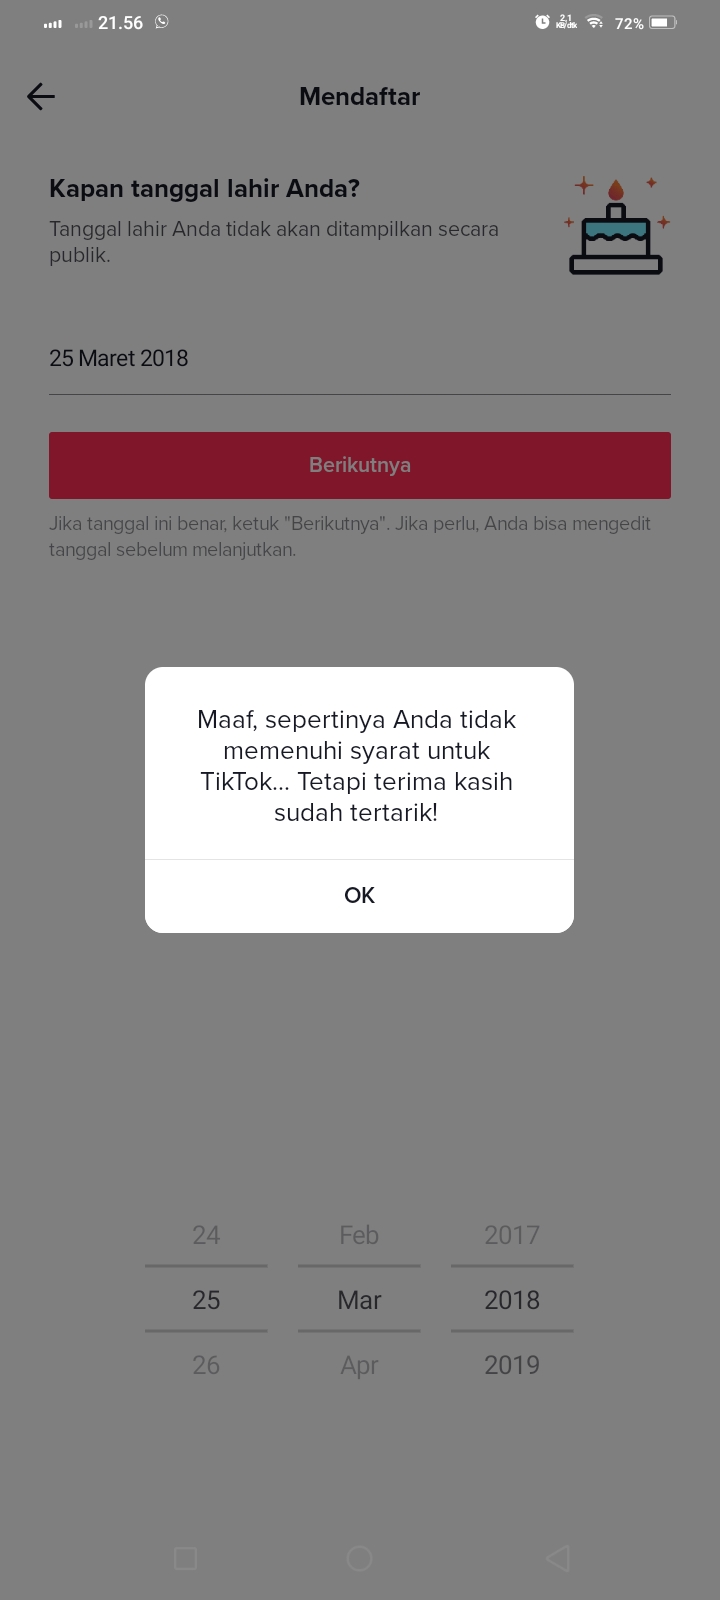 21.56
2,1
KB/dtk
72%
Mendaftar
Kapan tanggal lahir Anda?
Tanggal lahir Anda tidak akan ditampilkan secara
publik.
25 Maret 2018
Berikutnya
Jika tanggal ini benar, ketuk "Berikutnya". Jika perlu, Anda bisa mengedit
tanggal sebelum melanjutkan.
Maaf, sepertinya Anda tidak
memenuhi syarat untuk
TikTok... Tetapi terima kasih
sudah tertarik!
OK
24 Feb 2017
25 Mar 2018
26 Apr 2019